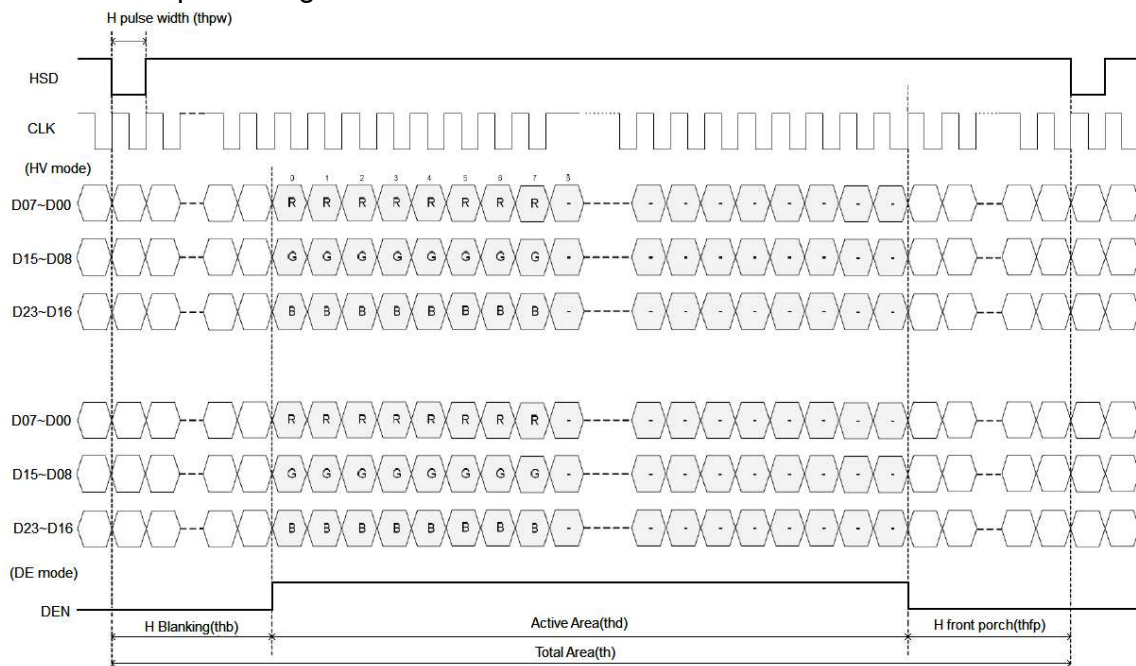 H pulse width (thpw)
HSD
CLK
(HV mode)
0 1 2 3 4 5 6 7 8
D07~D00 R R R R R R R R - - - - - - - - -
D15~D08 G G G G G G G G - - - - - - - - -
D23~D16 B B B B B B B B - - - - - - - - -
D07~D00 R R R R R R R R - - - - - - - - -
D15~D08 G G G G G G G G - - - - - - - - -
D23~D16 B B B B B B B B - - - - - - - - -
(DE mode)
DEN
H Blanking(thb) Active Area(thd) H front porch(thfp)
Total Area(th)